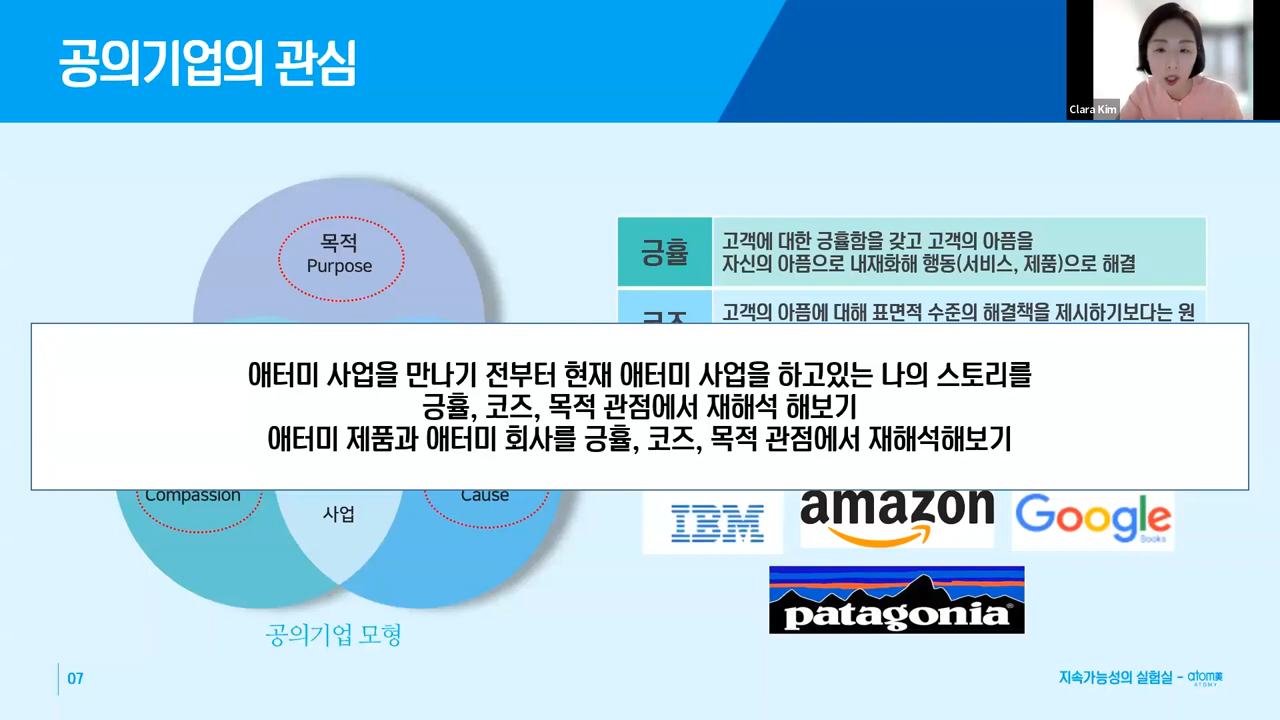 공의기업의 관심
Clara Kim
목적
Purpose
긍휼
고객에 대한 긍휼함을 갖고 고객의 아픔을
자신의 아픔으로 내재화해 행동(서비스, 제품)으로 해결
고객의 아픔에 대해 표면적 수준의 해결책을 제시하기보다는 원
애터미 사업을 만나기 전부터 현재 애터미 사업을 하고있는 나의 스토리를
긍휼, 코즈, 목적 관점에서 재해석 해보기
애터미 제품과 애터미 회사를 긍휼, 코즈, 목적 관점에서 재해석해보기
Compassion
사업
Cause
IBM
amazon
Google
Books
patagonia®
공의기업 모형
07
지속가능성의 실험실 - atom美
ATOMY